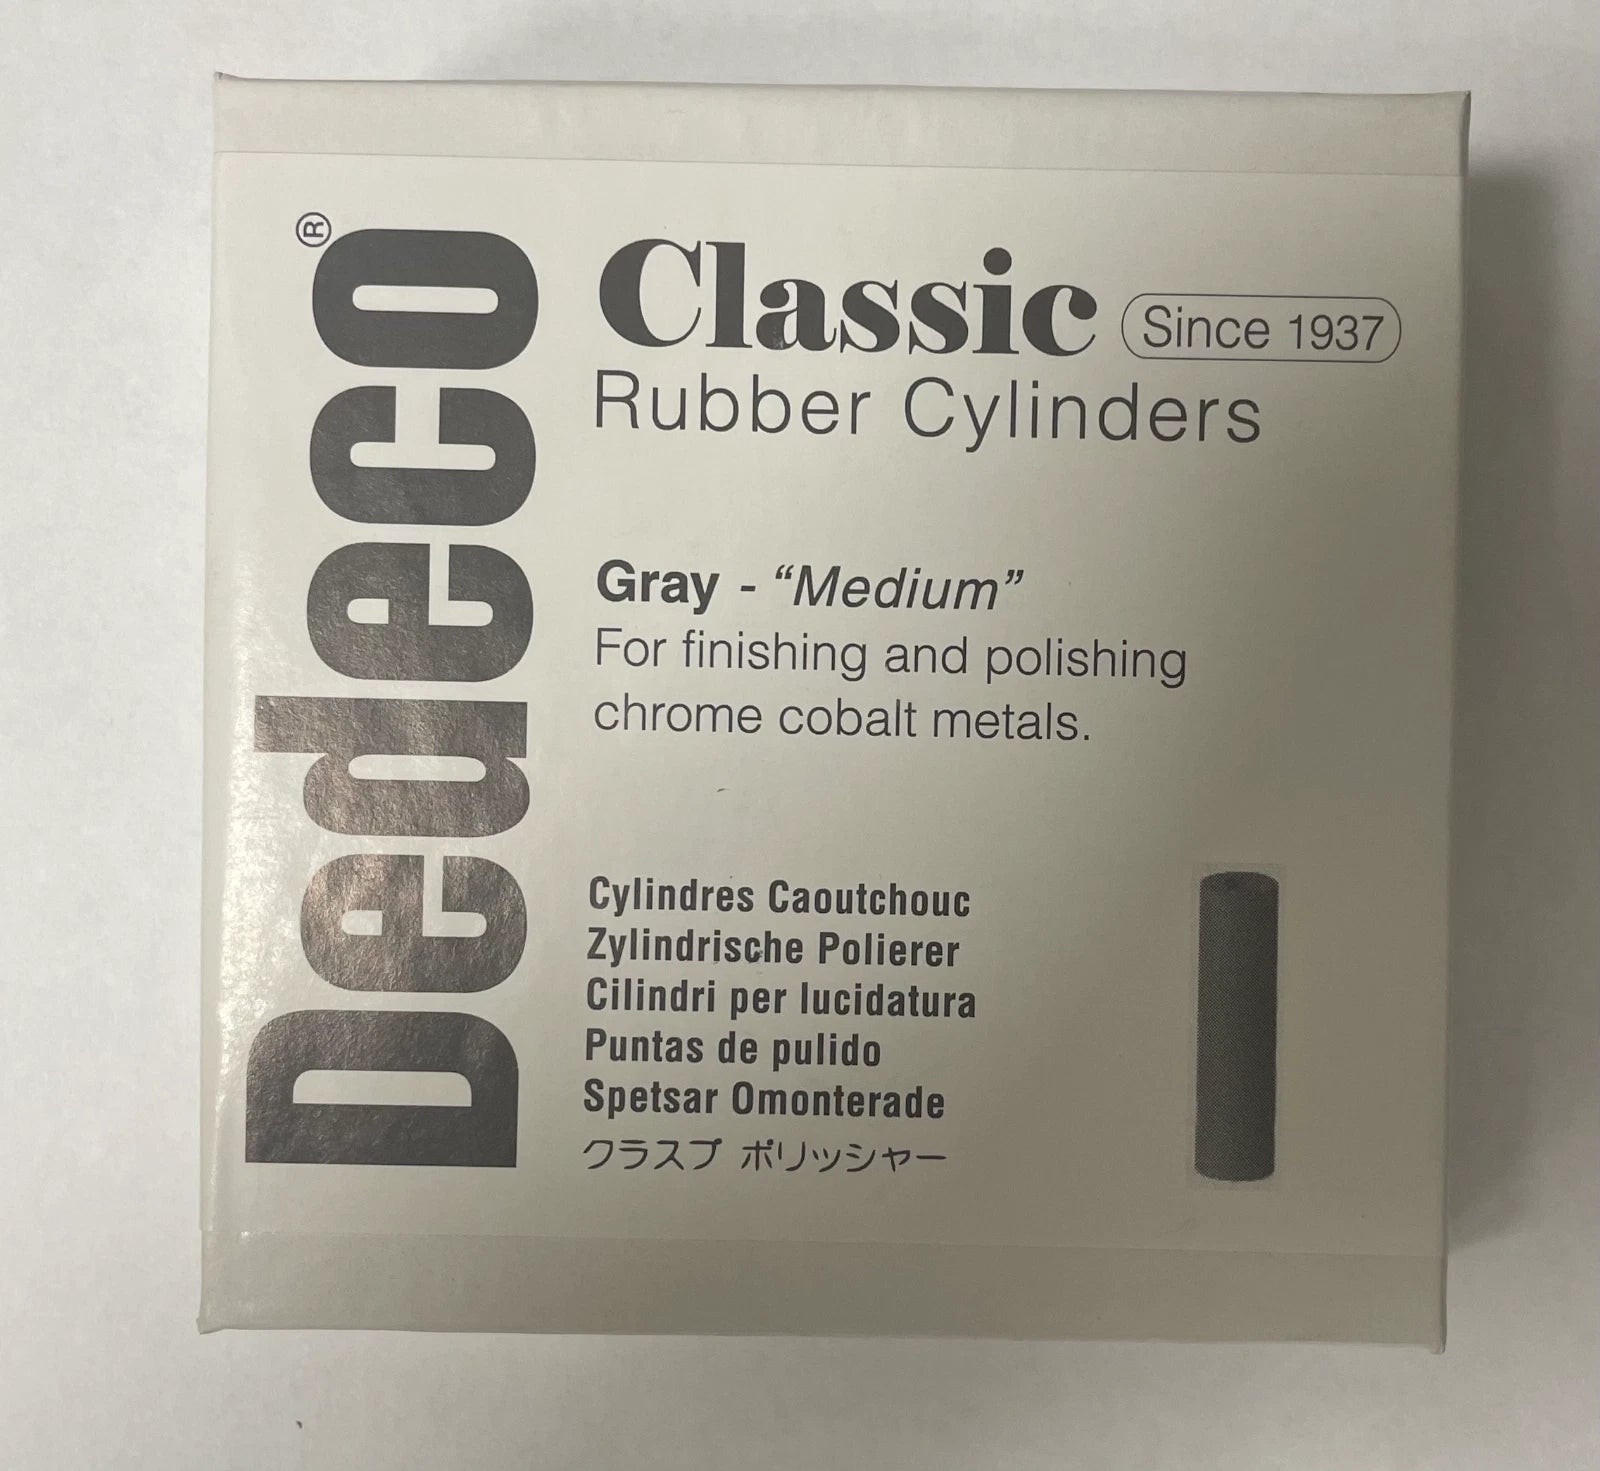 Dedeco®
Classic Since 1937
Rubber Cylinders
Gray - “Medium”
For finishing and polishing
chrome cobalt metals.
Cylindres Caoutchouc
Zylindrische Polierer
Cilindri per lucidatura
Puntas de pulido
Spetsar Omonterade
クラスプ ポリッシャー